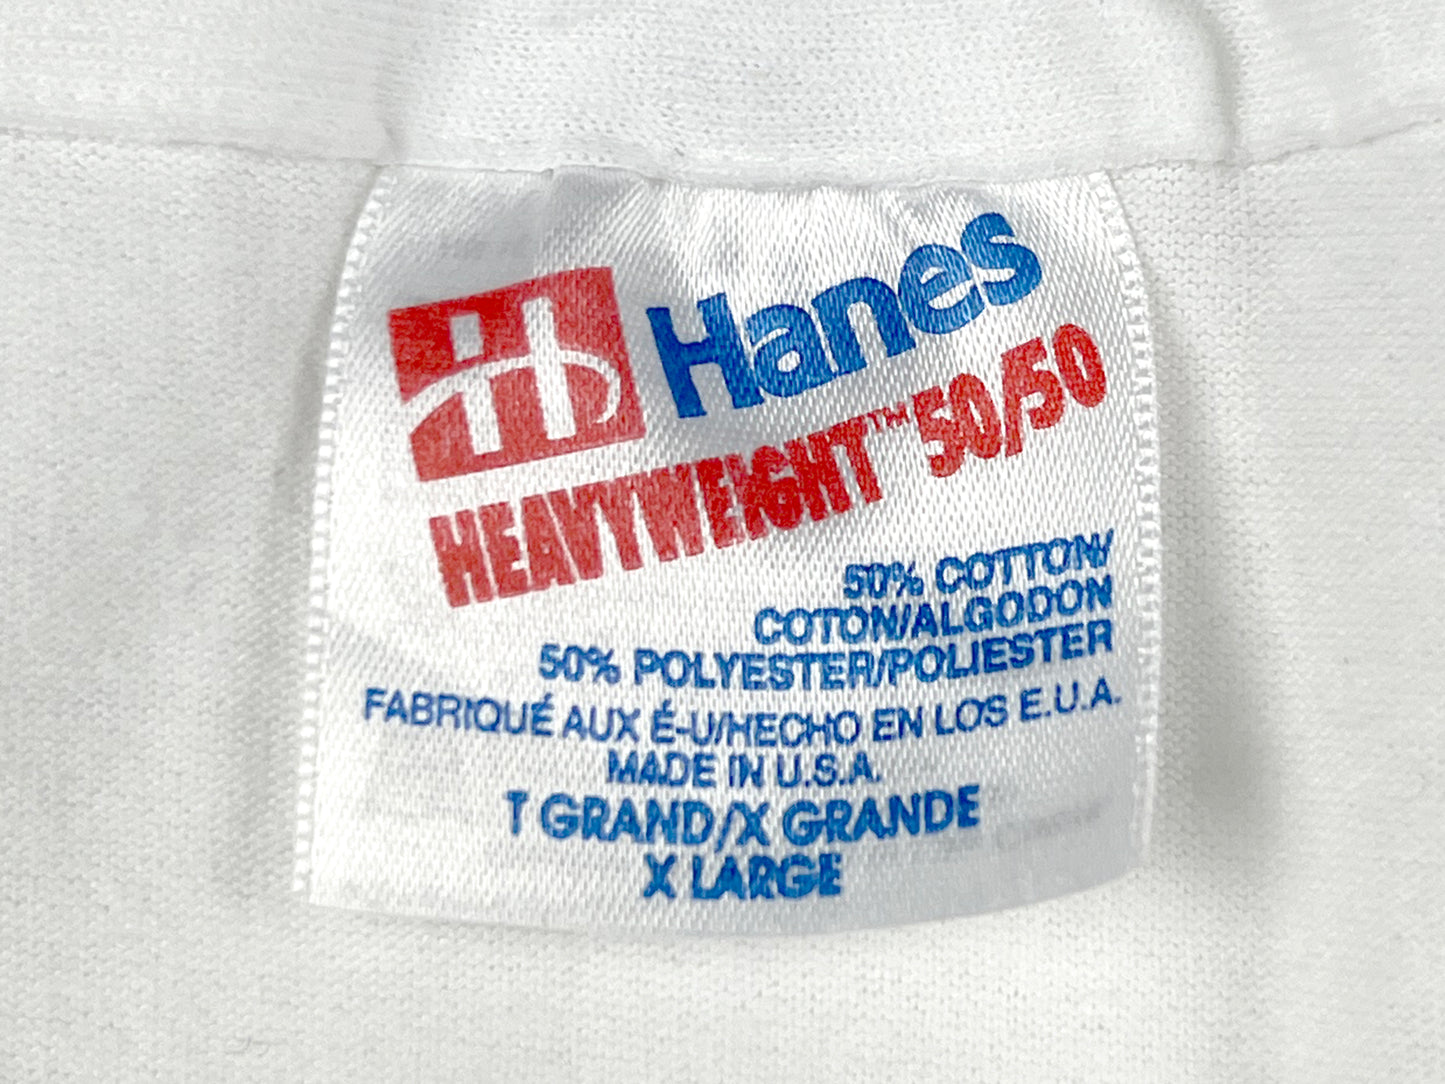 Hanes
HEAVYWEIGHT™ 50/50
50% COTTON/
COTON/ALGODON
50% POLYESTER/POLIESTER
FABRIQUÉ AUX É-U/HECHO EN LOS E.U.A.
MADE IN U.S.A.
T GRAND/X GRANDE
X LARGE